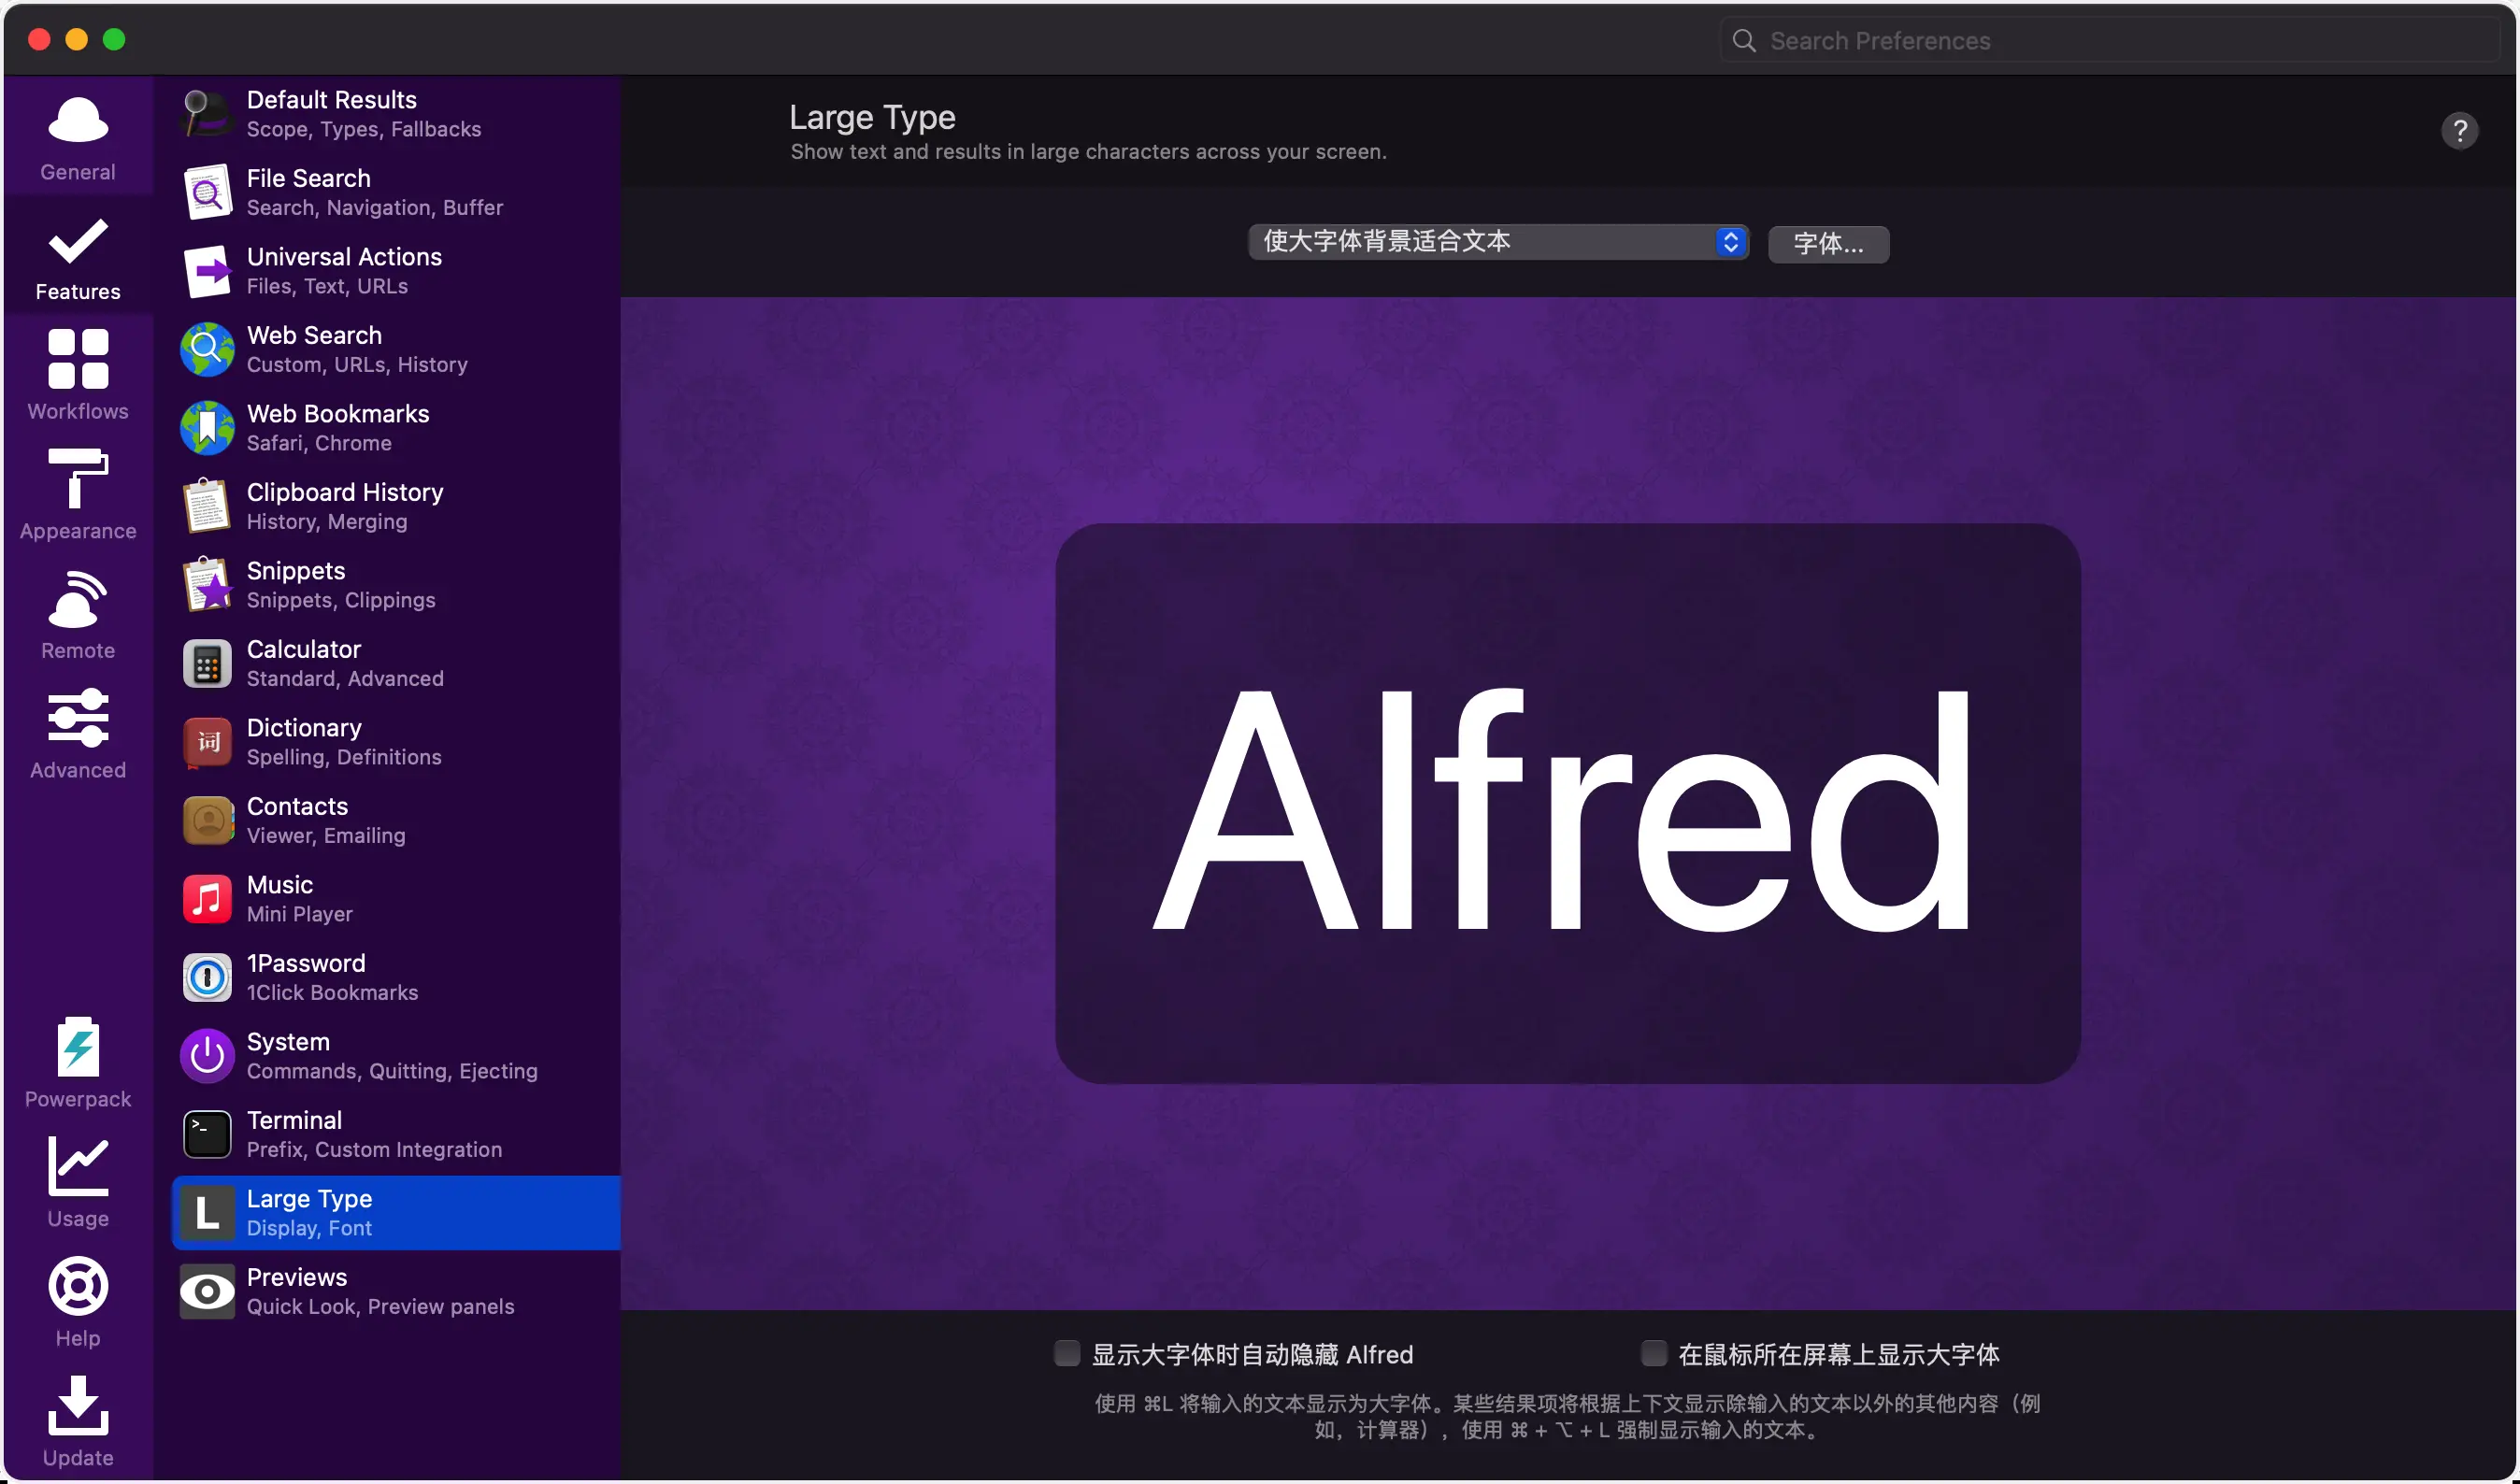 Search Preferences
General
Features
Workflows
Appearance
Remote
Advanced
Powerpack
Usage
Help
Update
Default Results
Scope, Types, Fallbacks
File Search
Search, Navigation, Buffer
Universal Actions
Files, Text, URLs
Web Search
Custom, URLs, History
Web Bookmarks
Safari, Chrome
Clipboard History
History, Merging
Snippets
Snippets, Clippings
Calculator
Standard, Advanced
词
Dictionary
Spelling, Definitions
Contacts
Viewer, Emailing
Music
Mini Player
1Password
1Click Bookmarks
System
Commands, Quitting, Ejecting
>_
Terminal
Prefix, Custom Integration
L
Large Type
Display, Font
Previews
Quick Look, Preview panels
Large Type
Show text and results in large characters across your screen.
?
使大字体背景适合文本
字体...
Alfred
显示大字体时自动隐藏 Alfred
在鼠标所在屏幕上显示大字体
使用 ⌘L 将输入的文本显示为大字体。某些结果项将根据上下文显示除输入的文本以外的其他内容（例
如，计算器），使用 ⌘ + ⌥ + L 强制显示输入的文本。